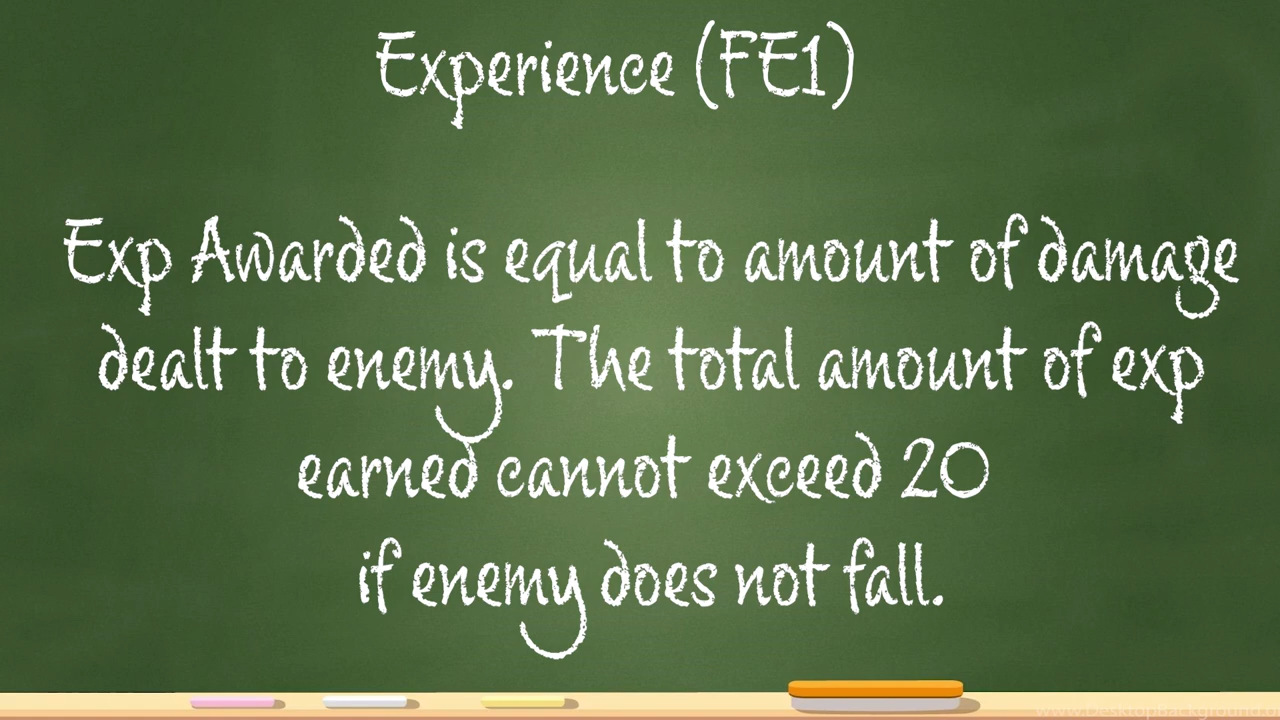 Experience (FE1)
Exp Awarded is equal to amount of damage
dealt to enemy. The total amount of exp
earned cannot exceed 20
if enemy does not fall.